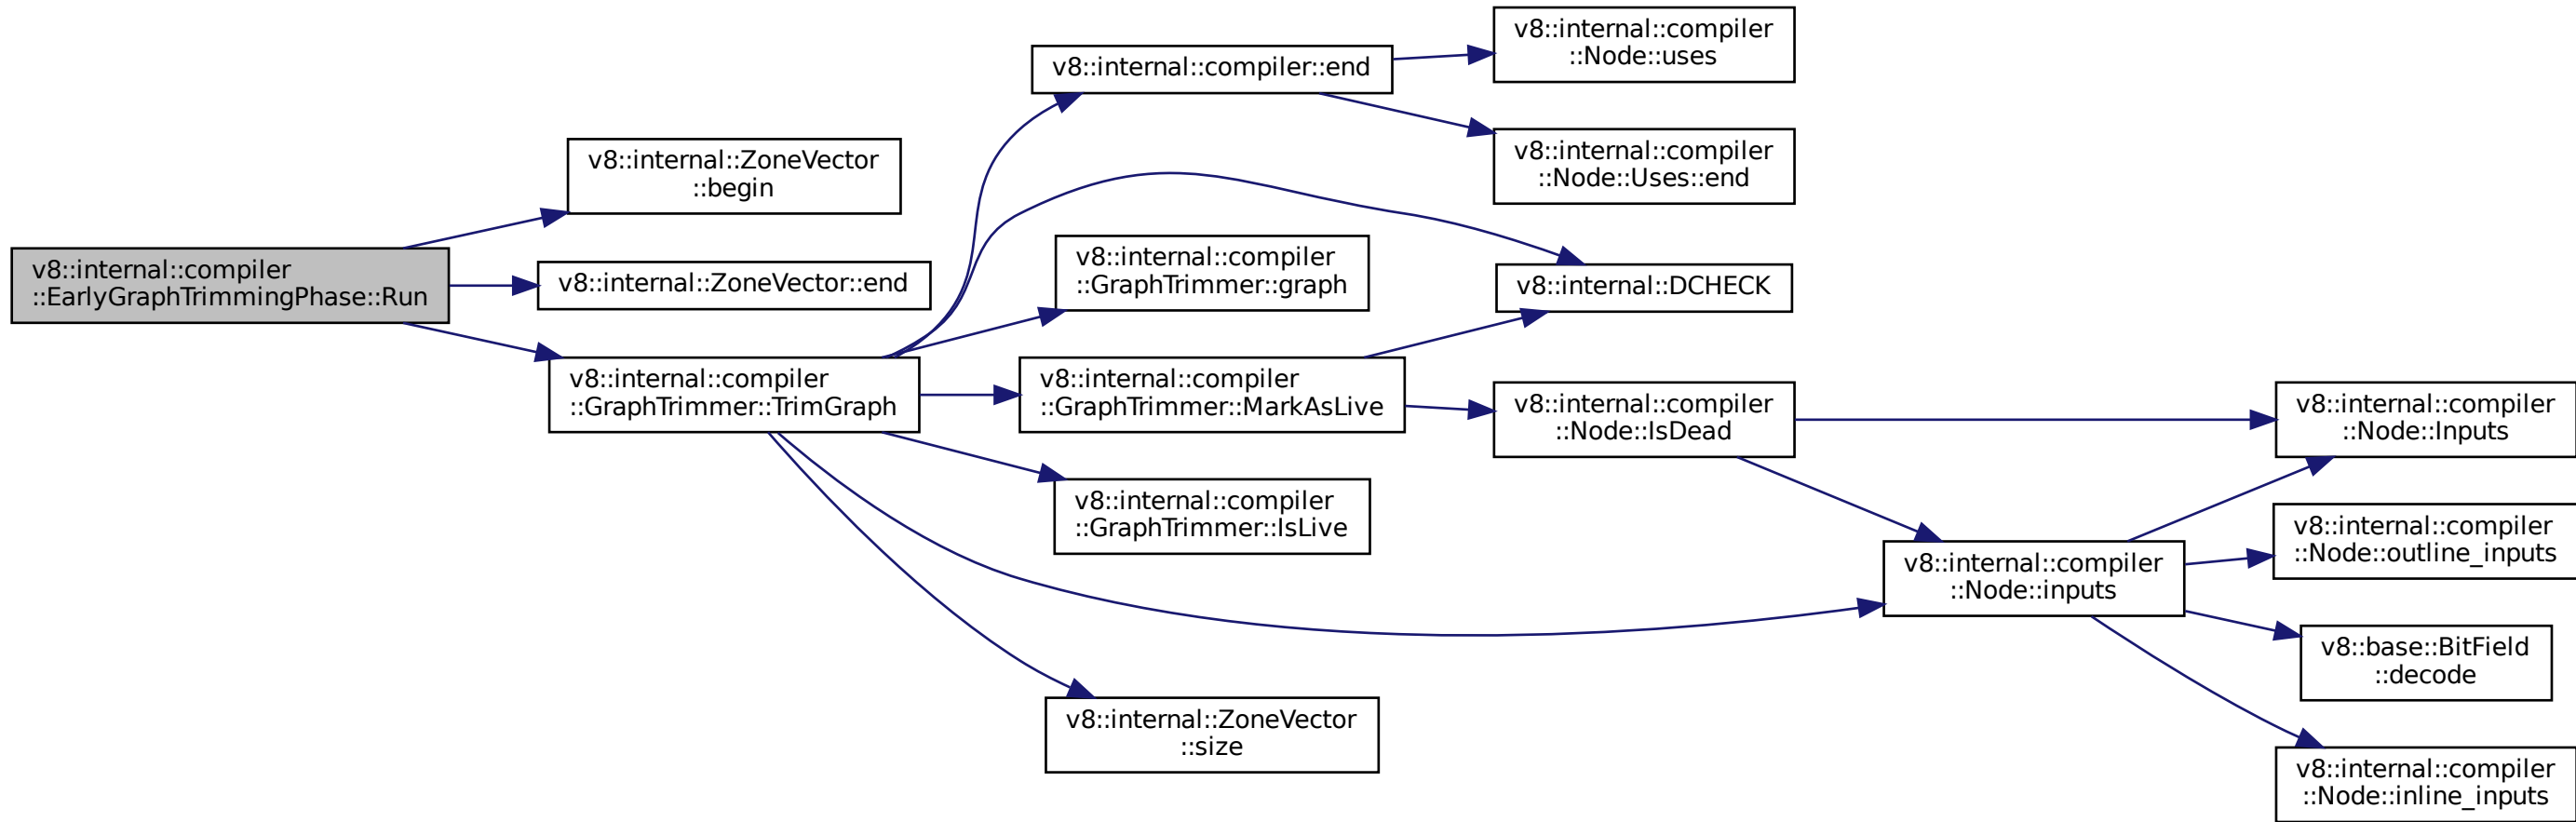 v8::internal::compiler
::EarlyGraphTrimmingPhase::Run
v8::internal::ZoneVector
::begin
v8::internal::ZoneVector::end
v8::internal::compiler
::GraphTrimmer::TrimGraph
v8::internal::compiler::end
v8::internal::compiler
::Node::uses
v8::internal::compiler
::Node::Uses::end
v8::internal::DCHECK
v8::internal::compiler
::GraphTrimmer::graph
v8::internal::compiler
::GraphTrimmer::MarkAsLive
v8::internal::compiler
::Node::IsDead
v8::internal::compiler
::Node::Inputs
v8::internal::compiler
::Node::inputs
v8::internal::compiler
::Node::outline_inputs
v8::base::BitField
::decode
v8::internal::compiler
::Node::inline_inputs
v8::internal::compiler
::GraphTrimmer::IsLive
v8::internal::ZoneVector
::size